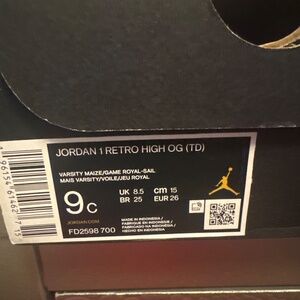 JORDAN 1 RETRO HIGH OG (TD)
VARSITY MAIZE/GAME ROYAL-SAIL
MAIS VARSITY/VOILE/JEU ROYAL
9C
UK 8.5 cm 15
BR 25 EUR 26
JORDAN.COM
FD2598 700
MADE IN INDONESIA /
FABRIQUÉ EN INDONÉSIE /
FABRICADO NA INDONÉSIA /
HECHO EN INDONESIA